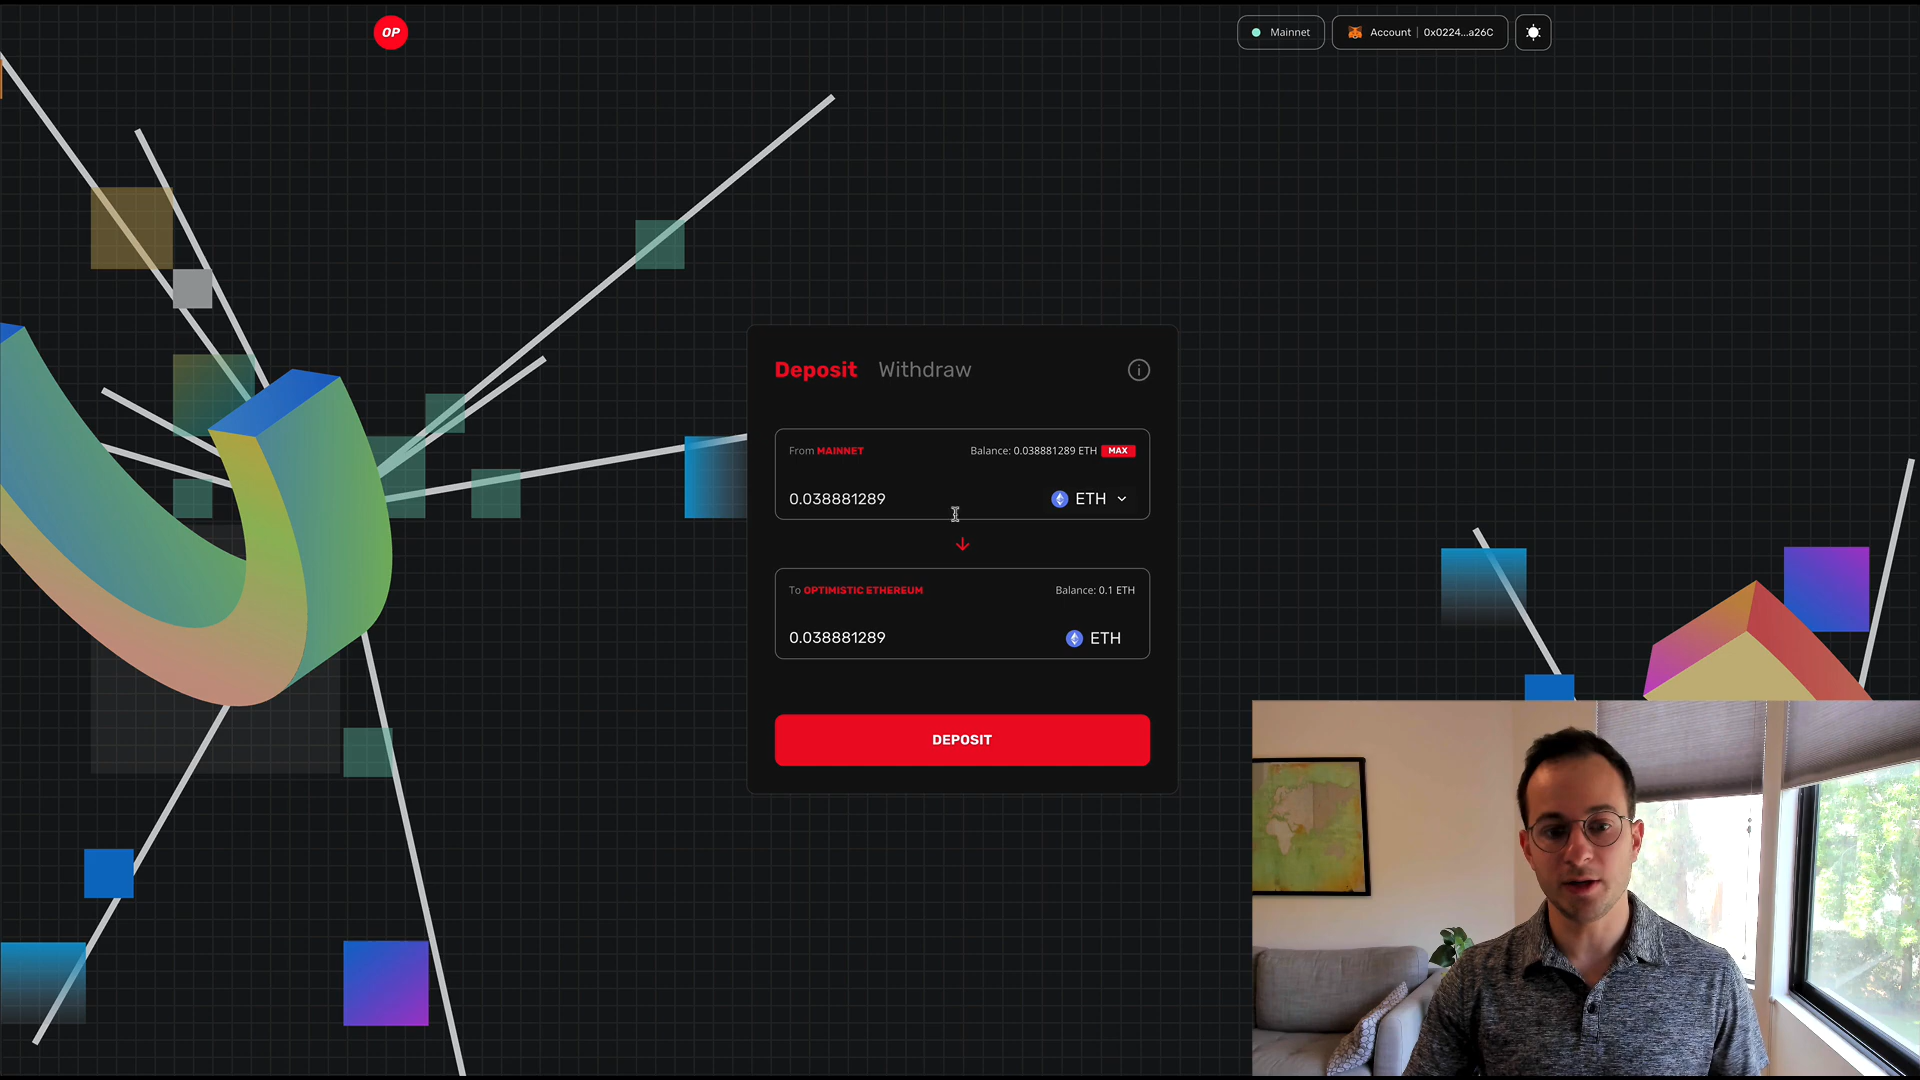 OP
Mainnet
Account 0x0224...a26C
Deposit Withdraw
From MAINNET Balance: 0.038881289 ETH MAX
0.038881289 ETH
To OPTIMISTIC ETHEREUM Balance: 0.1 ETH
0.038881289 ETH
DEPOSIT